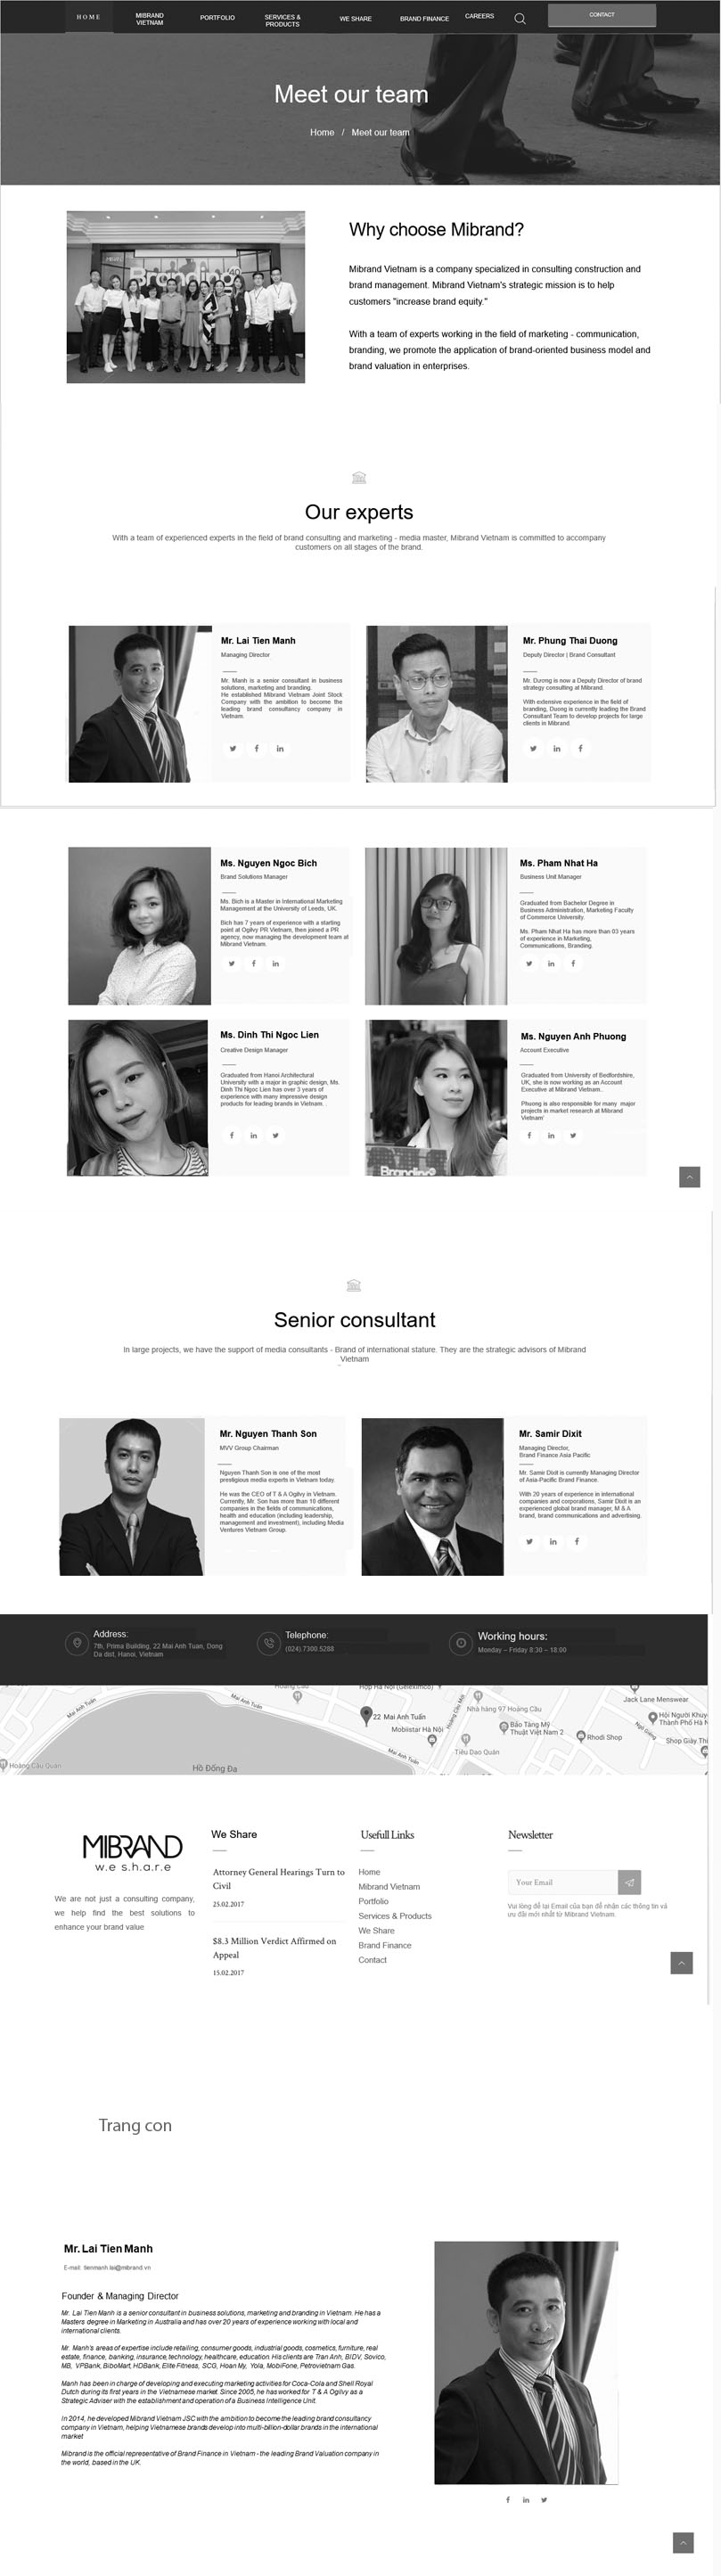 HOME
MIBRAND
VIETNAM
PORTFOLIO
SERVICES &
PRODUCTS
WE SHARE
BRAND FINANCE
CAREERS
CONTACT
Meet our team
Home / Meet our team
Branding
Why choose Mibrand?
Mibrand Vietnam is a company specialized in consulting construction and
brand management. Mibrand Vietnam's strategic mission is to help
customers "increase brand equity."
With a team of experts working in the field of marketing - communication,
branding, we promote the application of brand-oriented business model and
brand valuation in enterprises.
Our experts
With a team of experienced experts in the field of brand consulting and marketing - media master, Mibrand Vietnam is committed to accompany
customers on all stages of the brand.
Mr. Lai Tien Manh
Managing Director
Mr. Manh is a senior consultant in business
solutions, marketing and branding.
He established Mibrand Vietnam Joint Stock
Company with the ambition to become the
leading brand consultancy company in
Vietnam.
Mr. Phung Thai Duong
Deputy Director | Brand Consultant
Mr. Dương is now a Deputy Director of brand
strategy consulting at Mibrand.
With extensive experience in the field of
branding, Duong is currently leading the Brand
Consultant Team to develop projects for large
clients in Mibrand
Ms. Nguyen Ngoc Bich
Brand Solutions Manager
Ms. Bich is a Master in International Marketing
Management at the University of Leeds, UK.
Bich has 7 years of experience with a starting
point at Ogilvy PR Vietnam, then joined a PR
agency, now managing the development team at
Mibrand Vietnam.
Ms. Pham Nhat Ha
Business Unit Manager
Graduated from Bachelor Degree in
Business Administration, Marketing Faculty
of Commerce University.
Ms. Pham Nhat Ha has more than 03 years
of experience in Marketing,
Communications, Branding.
Ms. Dinh Thi Ngoc Lien
Creative Design Manager
Graduated from Hanoi Architectural
University with a major in graphic design, Ms.
Dinh Thi Ngoc Lien has over 3 years of
experience with many impressive design
products for leading brands in Vietnam. .
Ms. Nguyen Anh Phuong
Account Executive
Graduated from University of Bedfordshire,
UK, she is now working as an Account
Executive at Mibrand Vietnam..
Phuong is also responsible for many major
projects in market research at Mibrand
Vietnam'
Branding
Senior consultant
In large projects, we have the support of media consultants - Brand of international stature. They are the strategic advisors of Mibrand
Vietnam
Mr. Nguyen Thanh Son
MVV Group Chairman
Nguyen Thanh Son is one of the most
prestigious media experts in Vietnam today.
He was the CEO of T & A Ogilvy in Vietnam.
Currently, Mr. Son has more than 10 different
companies in the fields of communications,
health and education (including leadership,
management and investment), including Media
Ventures Vietnam Group.
Mr. Samir Dixit
Managing Director,
Brand Finance Asia Pacific
Mr. Samir Dixit is currently Managing Director
of Asia-Pacific Brand Finance.
With 20 years of experience in international
companies and corporations, Samir Dixit is an
experienced global brand manager, M & A
brand, brand communications and advertising.
Address:
7th, Prima Building, 22 Mai Anh Tuan, Dong
Da dist, Hanoi, Vietnam
Telephone:
(024).7300.5288
Working hours:
Monday – Friday 8:30 – 18:00
Mai Anh Tuấn
Mai Anh Tuấn
Hợp Hà Nội (Geleximco)
22 Mai Anh Tuấn
Mobiistar Hà Nội
Mai Anh Tuấn
Hoàng Cầu Mới
Nhà hàng 97 Hoàng Cầu
Bảo Tàng Mỹ
Thuật Việt Nam 2
Tiêu Dao Quán
Rhodi Shop
Jack Lane Menswear
Hội Người Khuy
Thành Phố Hà N
Shop Giày Thi
Hoàng Cầu Quán
Hồ Đống Đa
MIBRAND
w.e s.h.a.r.e
We are not just a consulting company,
we help find the best solutions to
enhance your brand value
We Share
Attorney General Hearings Turn to
Civil
25.02.2017
$8.3 Million Verdict Affirmed on
Appeal
15.02.2017
Usefull Links
Home
Mibrand Vietnam
Portfolio
Services & Products
We Share
Brand Finance
Contact
Newsletter
Your Email
Vui lòng để lại Email của bạn để nhận các thông tin và
ưu đãi mới nhất từ Mibrand Vietnam.
Trang con
Mr. Lai Tien Manh
E-mail: tienmanh.lai@mibrand.vn
Founder & Managing Director
Mr. Lai Tien Manh is a senior consultant in business solutions, marketing and branding in Vietnam. He has a
Masters degree in Marketing in Australia and has over 20 years of experience working with local and
international clients.
Mr. Manh's areas of expertise include retailing, consumer goods, industrial goods, cosmetics, furniture, real
estate, finance, banking, insurance, technology, healthcare, education. His clients are Tran Anh, BIDV, Sovico,
MB, VPBank, BiboMart, HDBank, Elite Fitness, SCG, Hoan My, Yola, MobiFone, Petrovietnam Gas.
Manh has been in charge of developing and executing marketing activities for Coca-Cola and Shell Royal
Dutch during its first years in the Vietnamese market. Since 2005, he has worked for T & A Ogilvy as a
Strategic Adviser with the establishment and operation of a Business Intelligence Unit.
In 2014, he developed Mibrand Vietnam JSC with the ambition to become the leading brand consultancy
company in Vietnam, helping Vietnamese brands develop into multi-billion-dollar brands in the international
market
Mibrand is the official representative of Brand Finance in Vietnam - the leading Brand Valuation company in
the world, based in the UK.